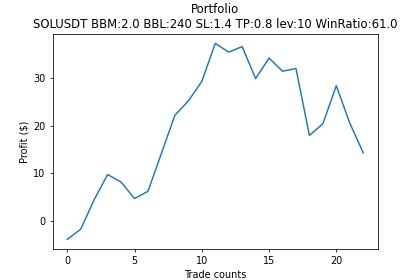 Portfolio
SOLUSDT BBM:2.0 BBL:240 SL:1.4 TP:0.8 lev:10 WinRatio:61.0
30
20
10
0
Profit ($)
0 5 10 15 20
Trade counts